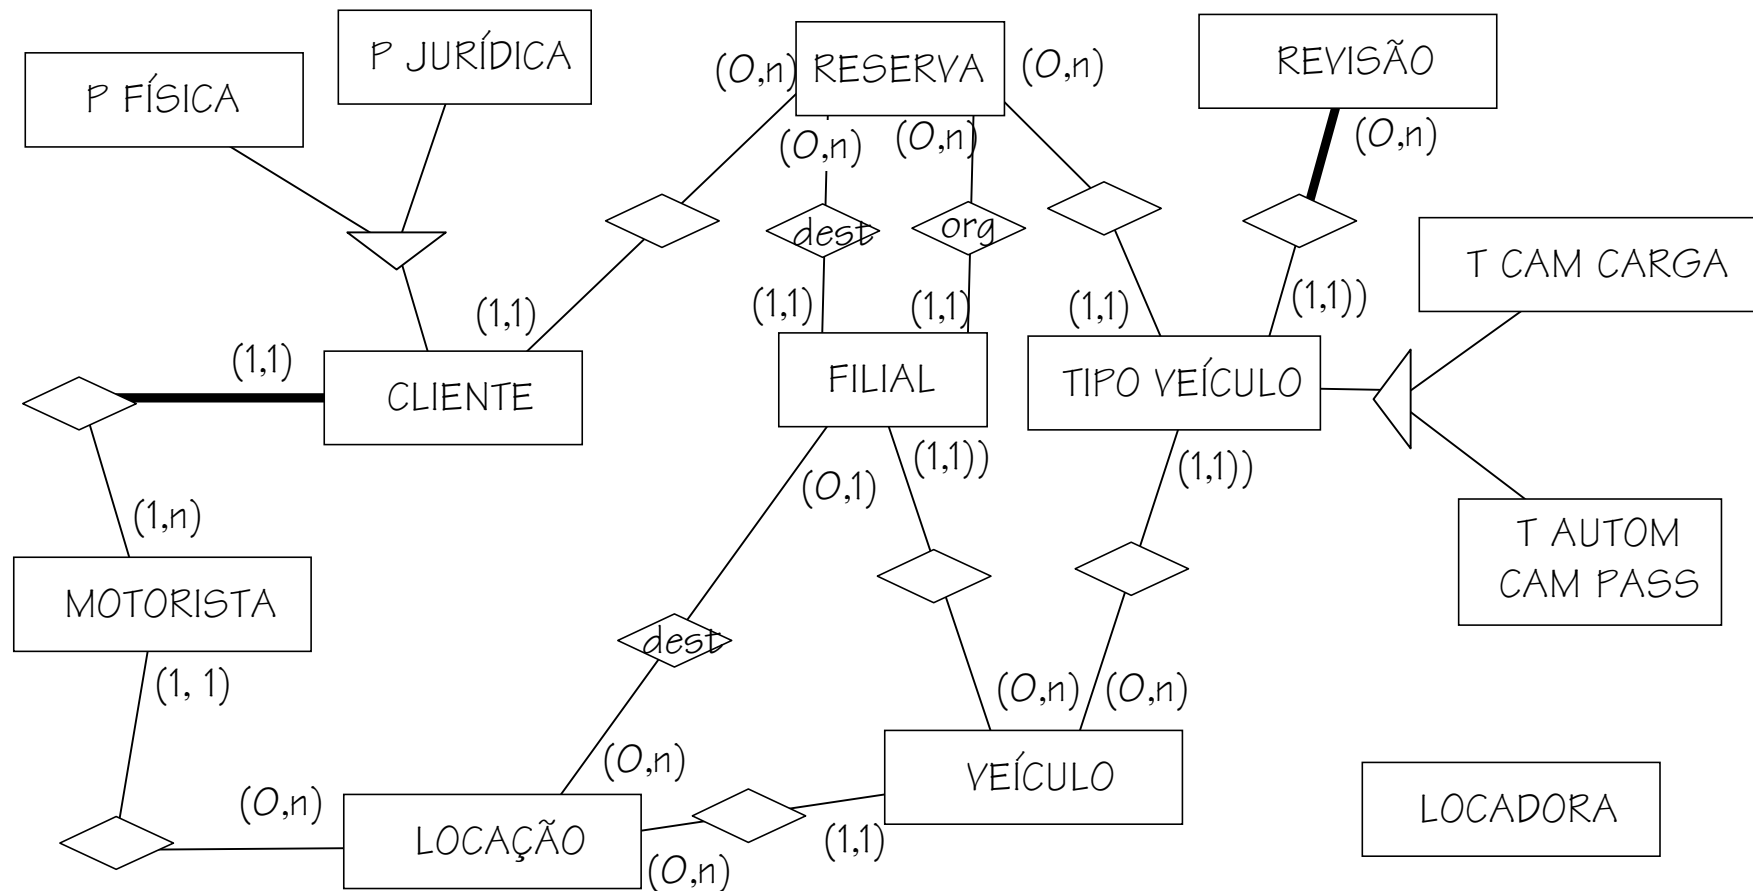 P JURÍDICA
P FÍSICA
(0,n)
RESERVA
(0,n)
REVISÃO
(0,n)
(0,n)
(0,n)
dest
org
T CAM CARGA
(1,1)
(1,1)
(1,1)
(1,1)
(1,1))
(1,1)
CLIENTE
FILIAL
TIPO VEÍCULO
(0,1)
(1,1))
(1,1))
(1,n)
T AUTOM
CAM PASS
MOTORISTA
dest
(1, 1)
(0,n)
(0,n)
(0,n)
(0,n)
VEÍCULO
LOCADORA
LOCAÇÃO
(1,1)
(0,n)